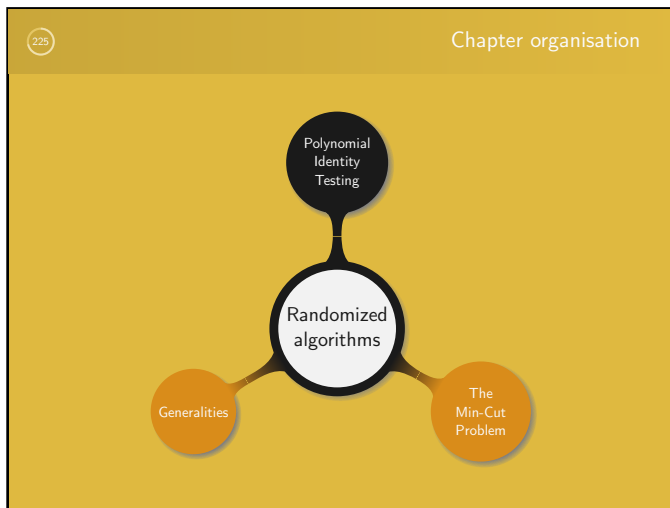 225
Chapter organisation
Polynomial
Identity
Testing
Randomized
algorithms
Generalities
The
Min-Cut
Problem